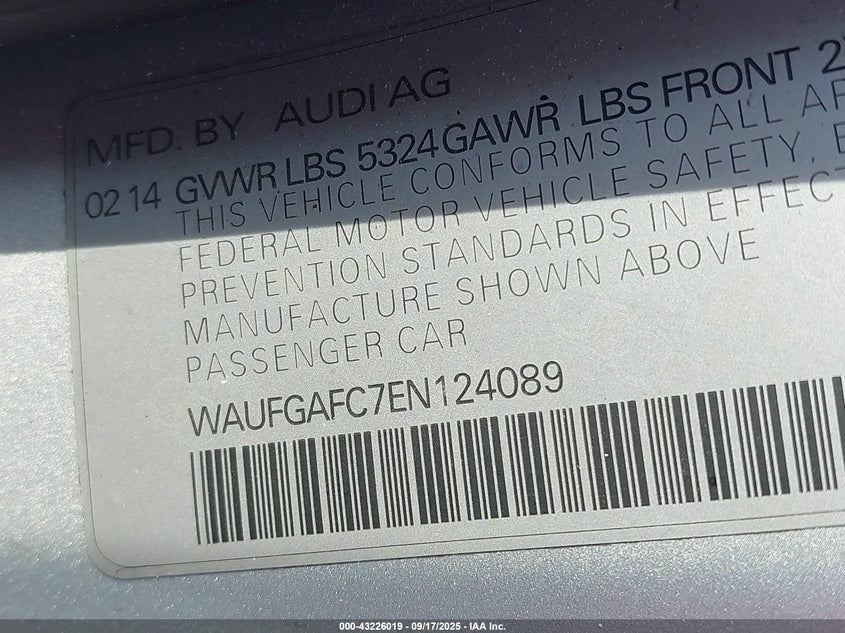 MFD. BY AUDI AG
02 14 GVWR LBS 5324 GAWR LBS FRONT
THIS VEHICLE CONFORMS TO ALL
FEDERAL MOTOR VEHICLE SAFETY,
PREVENTION STANDARDS IN EFFECT
MANUFACTURE SHOWN ABOVE
PASSENGER CAR
WAUFGAFC7EN124089
000-43226019 - 09/17/2025 - IAA Inc.